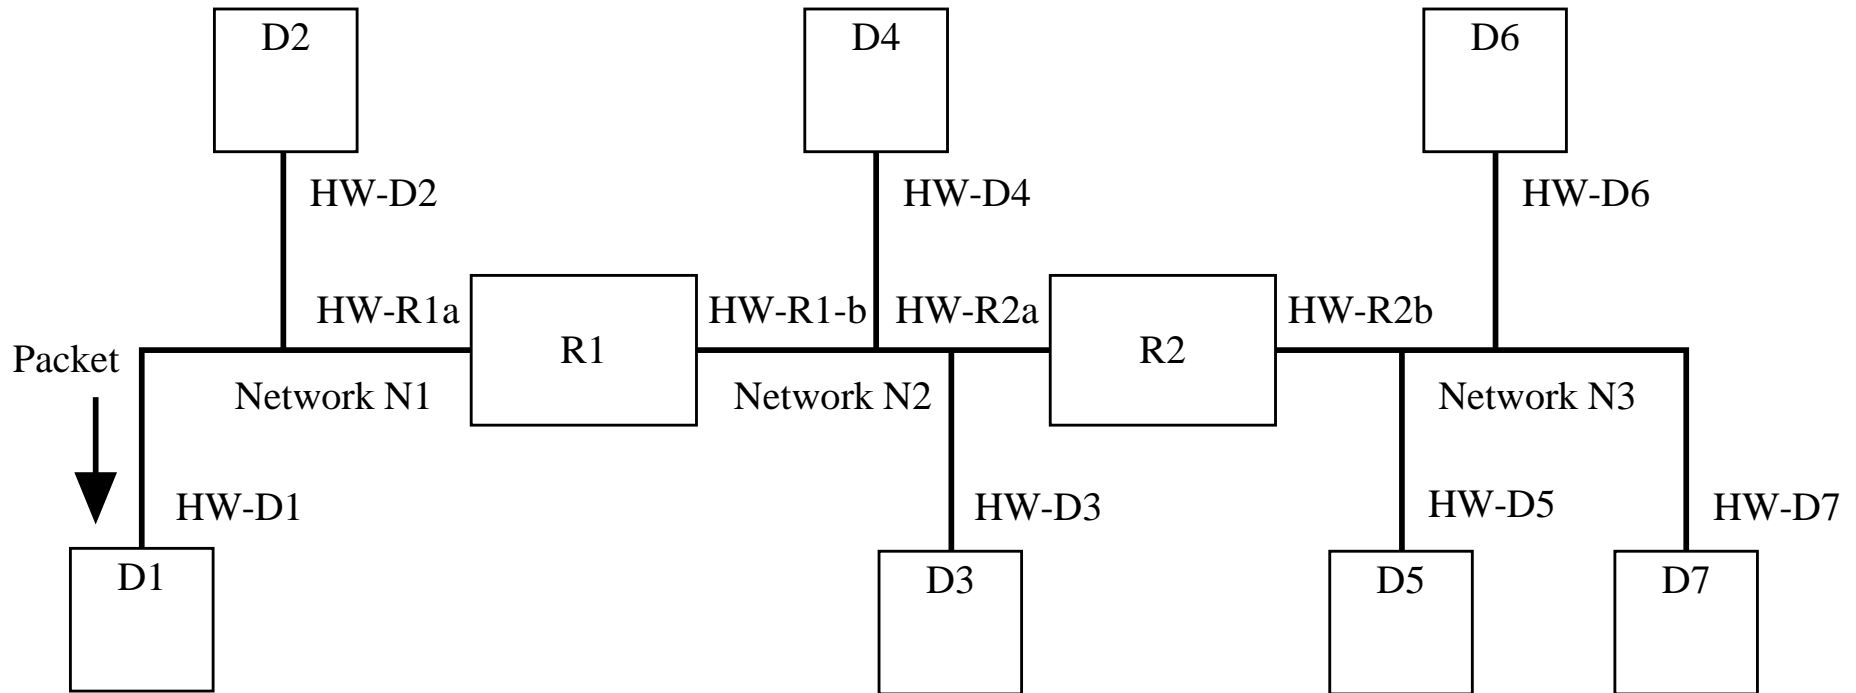 D2
D4
D6
HW-D2
HW-D4
HW-D6
HW-R1a
HW-R1-b
HW-R2a
HW-R2b
R1
R2
Packet
Network N1
Network N2
Network N3
HW-D1
HW-D3
HW-D5
HW-D7
D1
D3
D5
D7